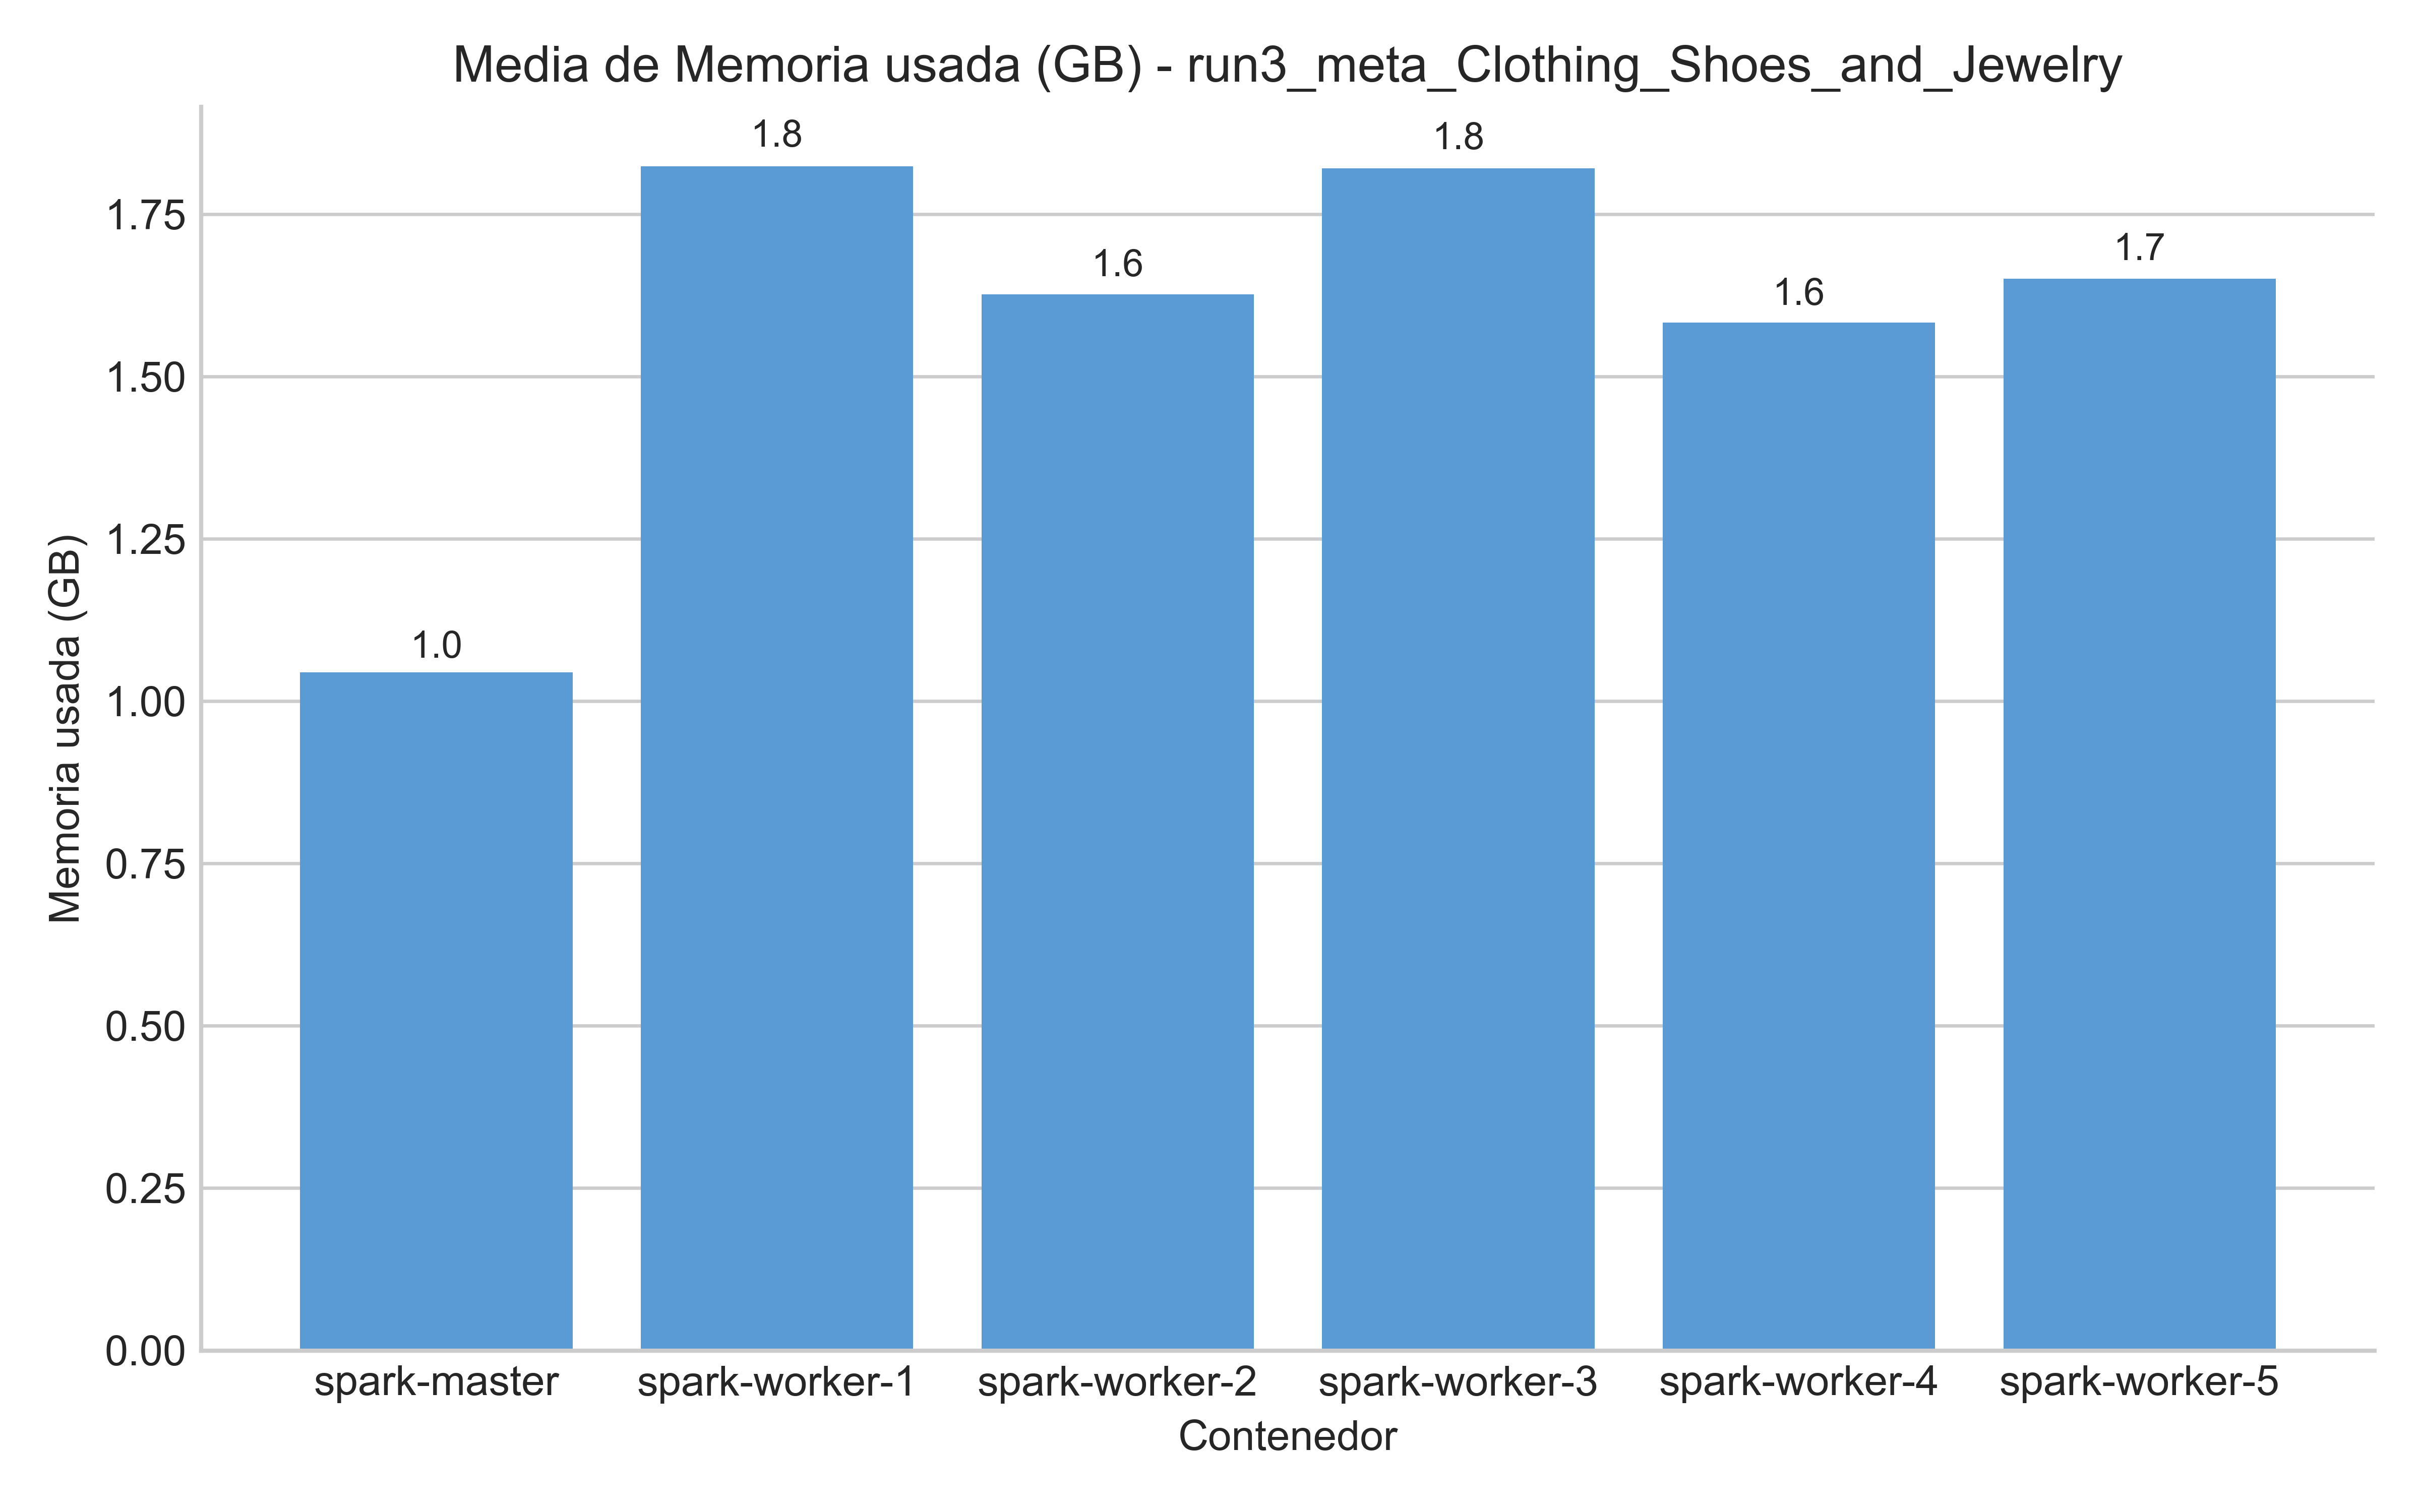 Media de Memoria usada (GB) - run3_meta_Clothing_Shoes_and_Jewelry
1.8
1.8
1.7
1.6
1.6
1.0
1.75
1.50
1.25
1.00
0.75
0.50
0.25
0.00
Memoria usada (GB)
spark-master
spark-worker-1
spark-worker-2
spark-worker-3
spark-worker-4
spark-worker-5
Contenedor